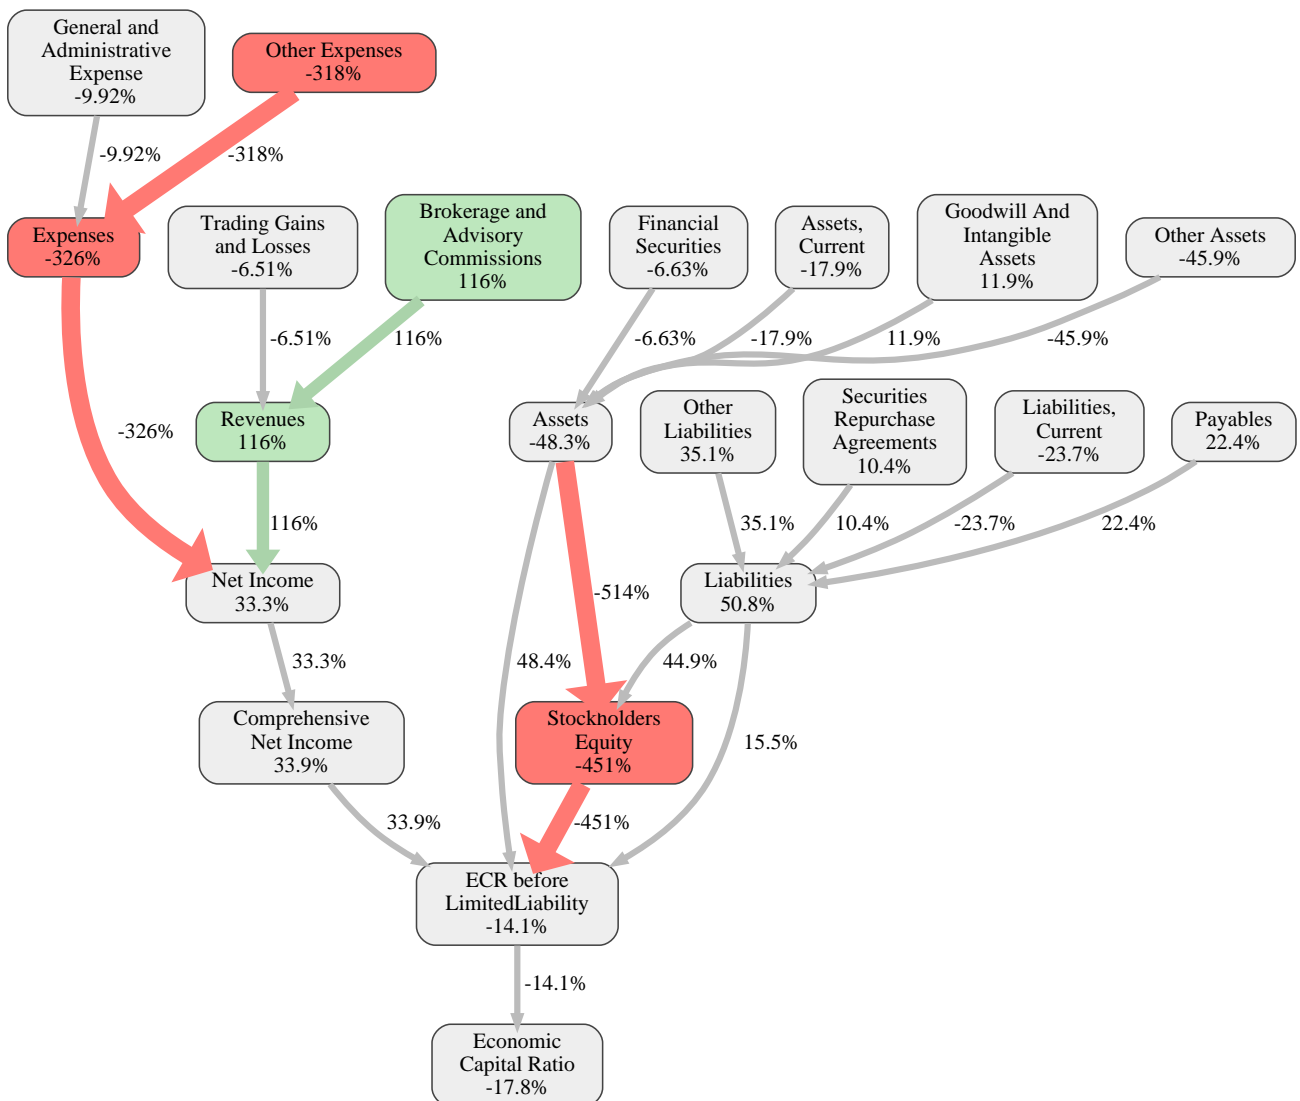 General and
Administrative
Expense
-9.92%
Other Expenses
-318%
-9.92%
-318%
Expenses
-326%
Trading Gains
and Losses
-6.51%
Brokerage and
Advisory
Commissions
116%
Financial
Securities
-6.63%
Assets,
Current
-17.9%
Goodwill And
Intangible
Assets
11.9%
Other Assets
-45.9%
-6.51%
116%
-6.63%
-17.9%
11.9%
-45.9%
-326%
Revenues
116%
Assets
-48.3%
Other
Liabilities
35.1%
Securities
Repurchase
Agreements
10.4%
Liabilities,
Current
-23.7%
Payables
22.4%
116%
35.1%
10.4%
-23.7%
22.4%
Net Income
33.3%
-514%
Liabilities
50.8%
33.3%
48.4%
44.9%
15.5%
Comprehensive
Net Income
33.9%
Stockholders
Equity
-451%
33.9%
-451%
ECR before
LimitedLiability
-14.1%
-14.1%
Economic
Capital Ratio
-17.8%